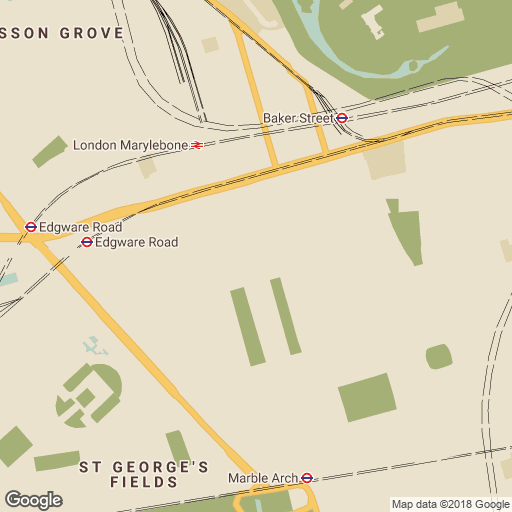 SSON GROVE
Baker Street
London Marylebone
Edgware Road
Edgware Road
ST GEORGE'S
FIELDS
Marble Arch
Google
Map data ©2018 Google